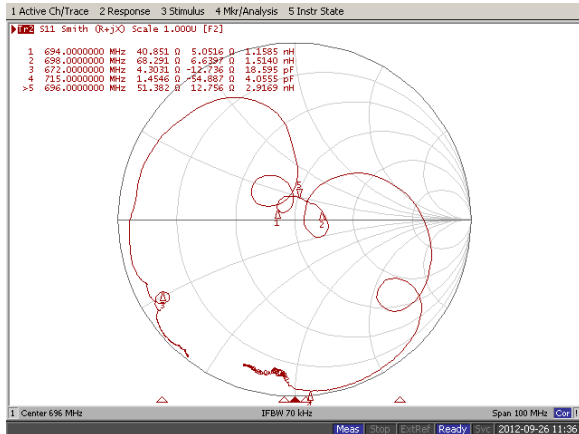 1 Active Ch/Trace 2 Response 3 Stimulus 4 Mkr/Analysis 5 Instr State
Tr2 S11 Smith (R+jX) Scale 1.000U [F2]
1 694.0000000 MHz 40.851 Ω 5.0516 Ω 1.1585 nH
2 698.0000000 MHz 68.291 Ω 6.6397 Ω 1.5140 nH
3 672.0000000 MHz 4.3031 Ω -12.736 Ω 18.595 pF
4 715.0000000 MHz 1.4546 Ω -54.887 Ω 4.0555 pF
>5 696.0000000 MHz 51.382 Ω 12.756 Ω 2.9169 nH
5
1
2
3
4
1 Center 696 MHz IFBW 70 kHz Span 100 MHz Cor !
Meas Stop ExtRef Ready Svc 2012-09-26 11:36